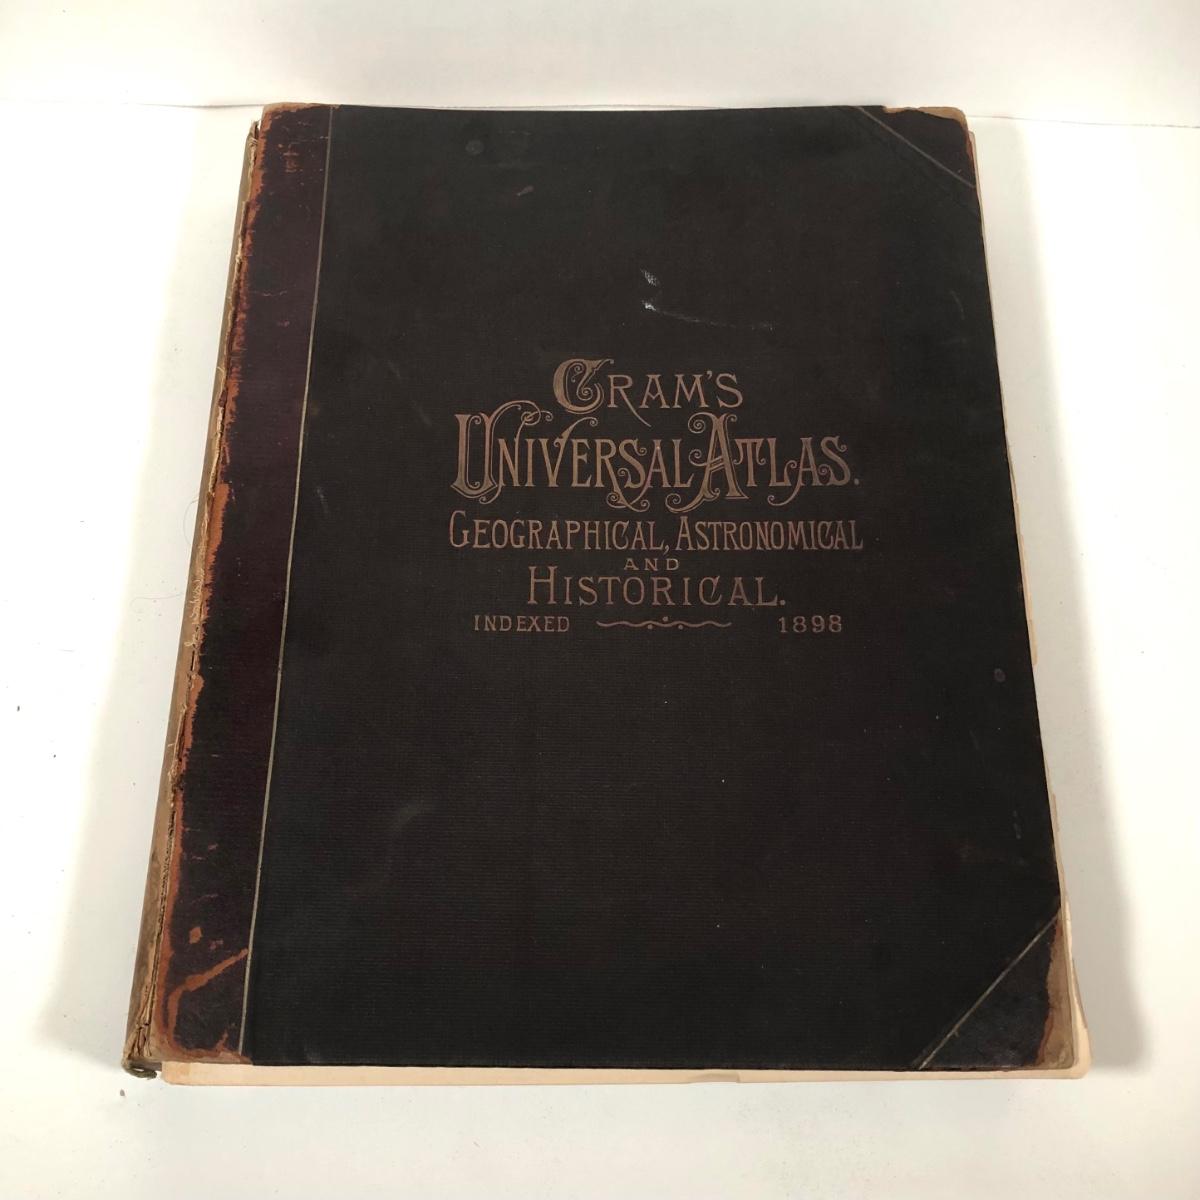 CRAM'S
UNIVERSAL ATLAS.
GEOGRAPHICAL, ASTRONOMICAL
AND
HISTORICAL.
INDEXED 1898